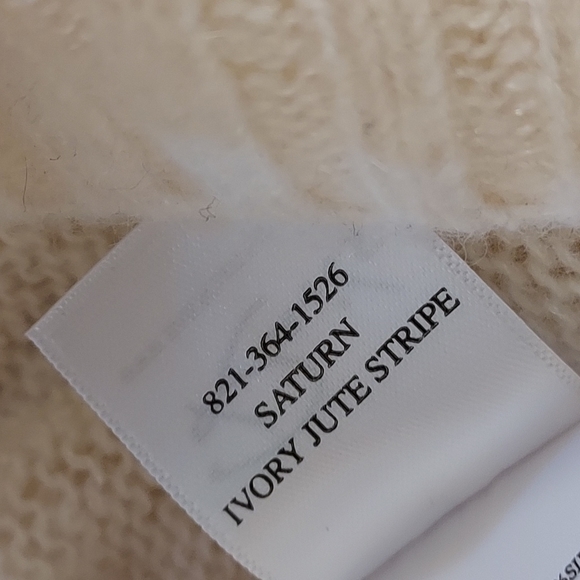 821-364-1526
SATURN
IVORY JUTE STRIPE